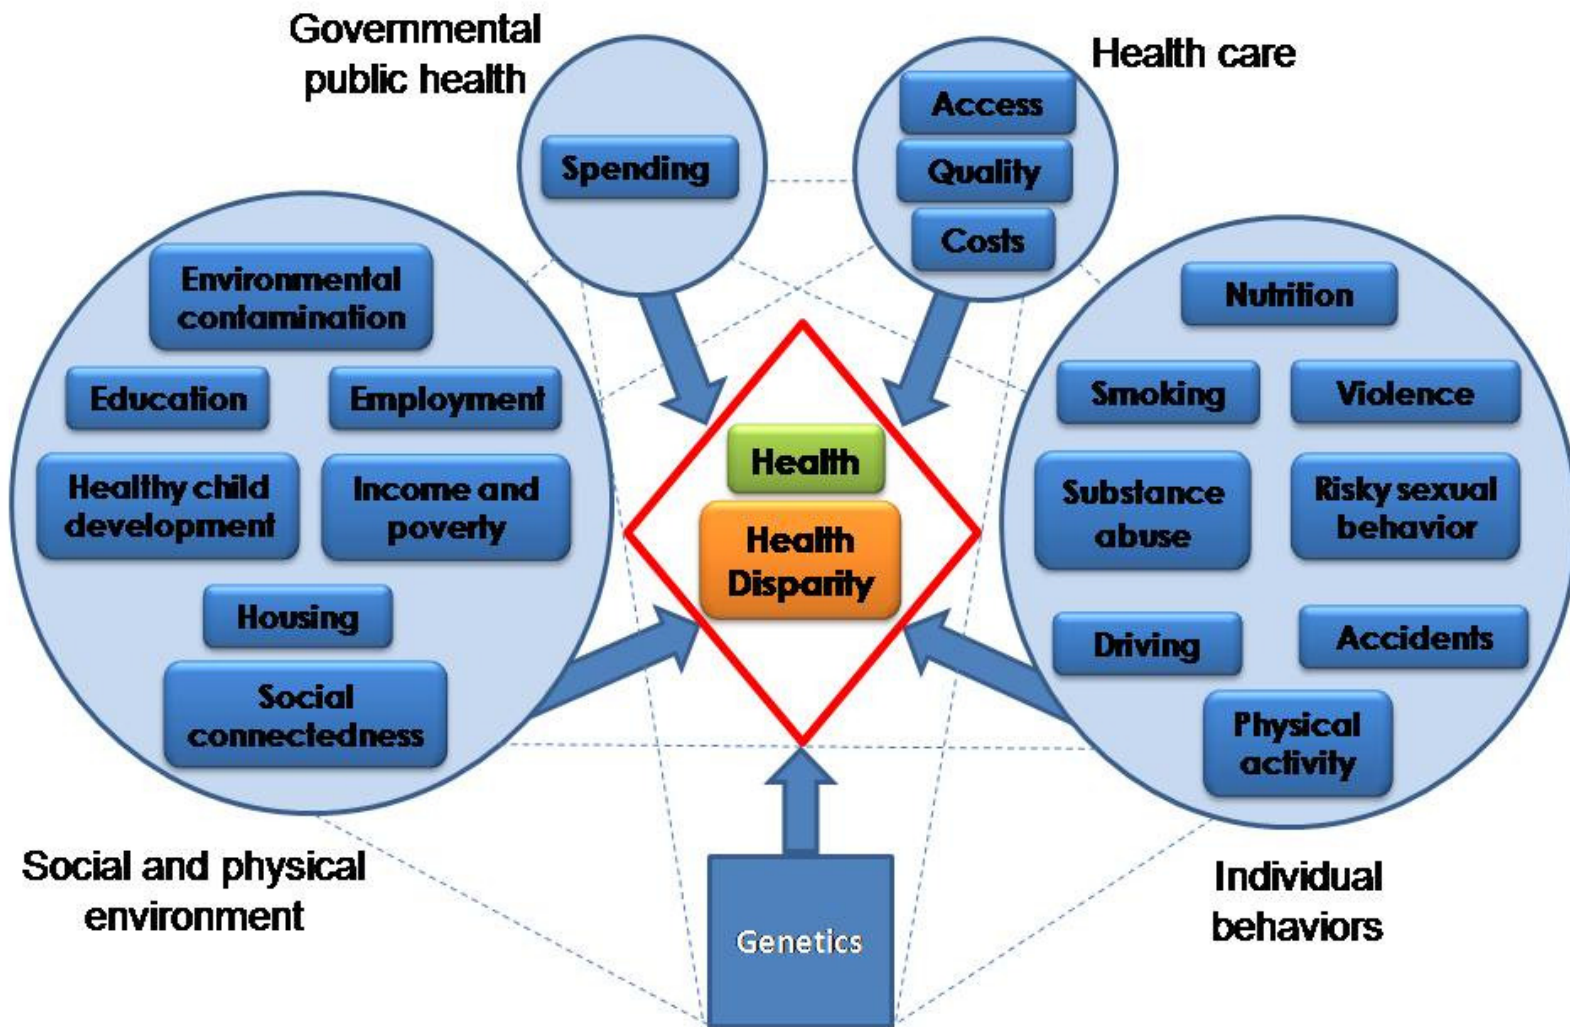 Governmental
public health
Health care
Spending
Access
Quality
Costs
Environmental
contamination
Education
Employment
Healthy child
development
Income and
poverty
Housing
Social
connectedness
Social and physical
environment
Health
Health
Disparity
Genetics
Nutrition
Smoking
Violence
Substance
abuse
Risky sexual
behavior
Driving
Accidents
Physical
activity
Individual
behaviors